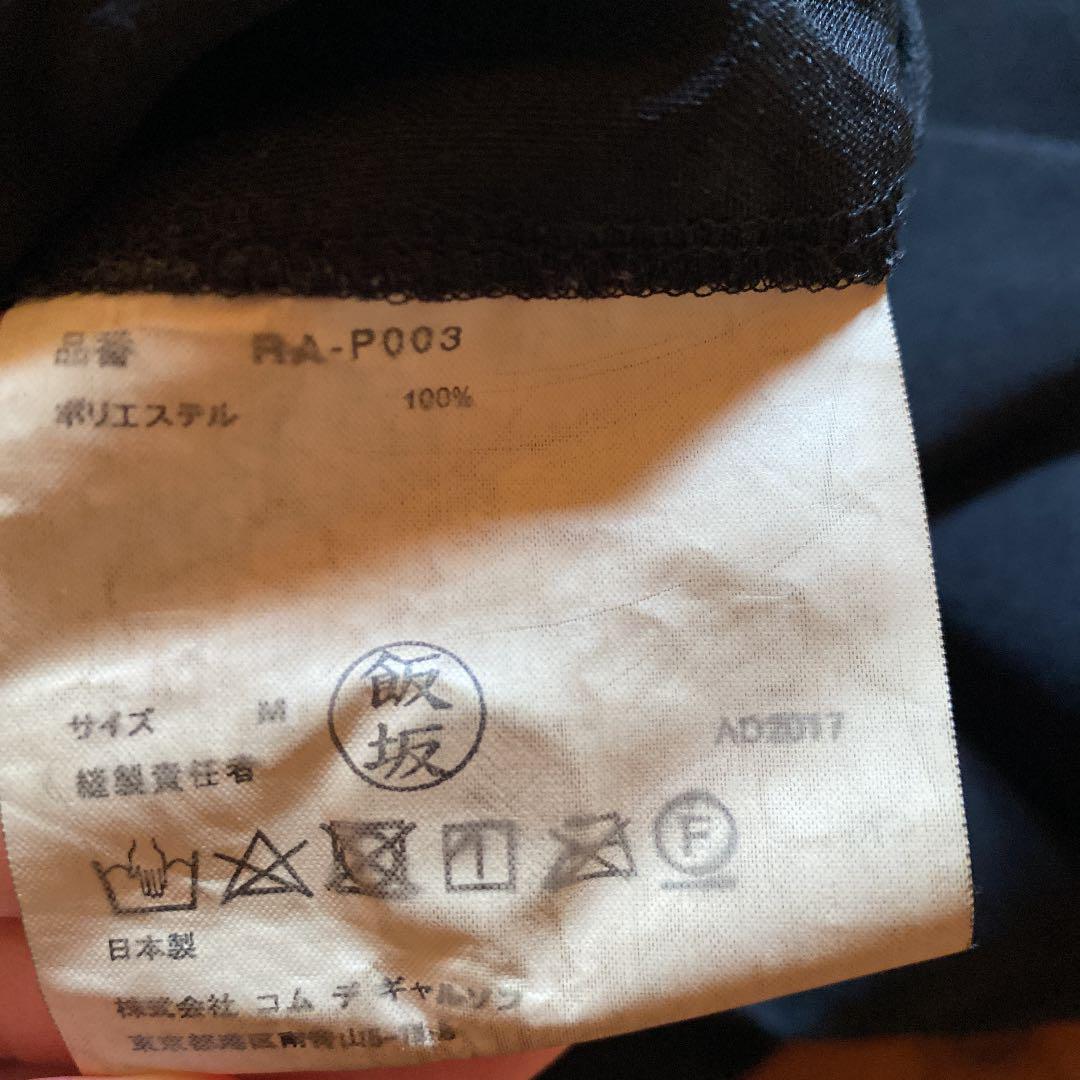 品番 RA-P003
ポリエステル 100%
サイズ M
飯坂
AD2017
縫製責任者
F
日本製
株式会社 コム デ ギャルソン
東京都港区南青山